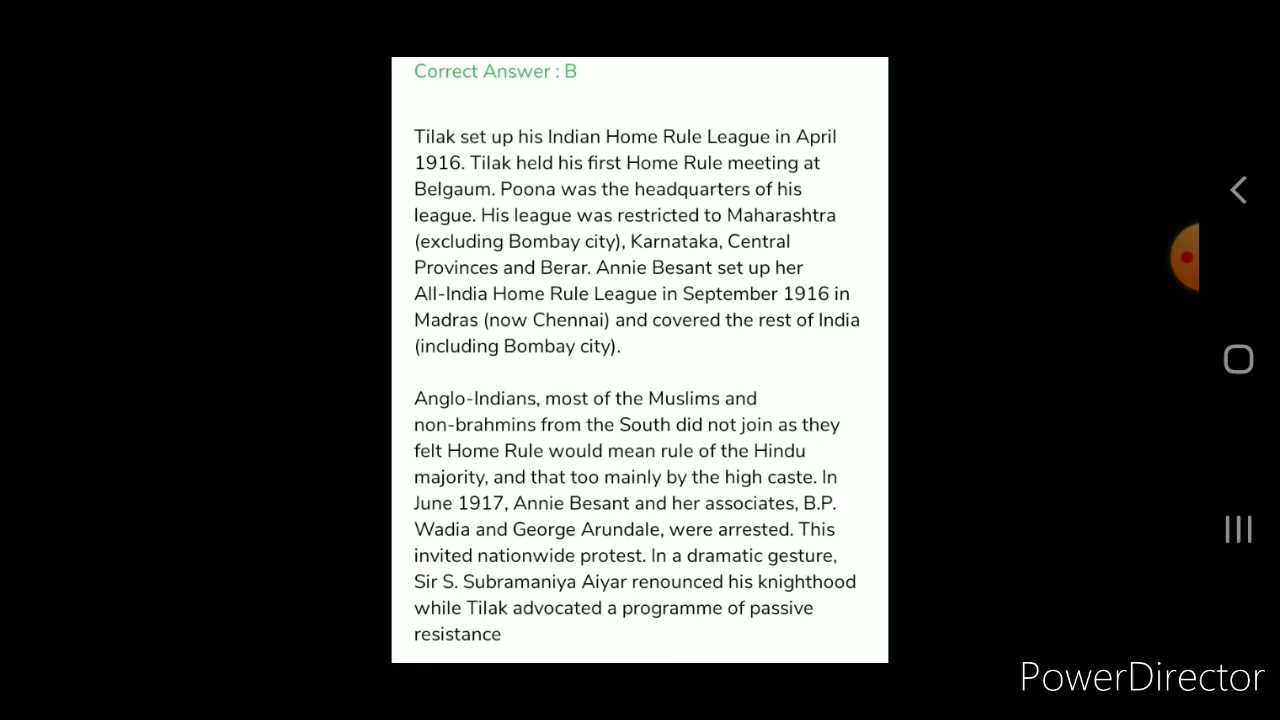 Correct Answer : B
Tilak set up his Indian Home Rule League in April
1916. Tilak held his first Home Rule meeting at
Belgaum. Poona was the headquarters of his
league. His league was restricted to Maharashtra
(excluding Bombay city), Karnataka, Central
Provinces and Berar. Annie Besant set up her
All-India Home Rule League in September 1916 in
Madras (now Chennai) and covered the rest of India
(including Bombay city).
Anglo-Indians, most of the Muslims and
non-brahmins from the South did not join as they
felt Home Rule would mean rule of the Hindu
majority, and that too mainly by the high caste. In
June 1917, Annie Besant and her associates, B.P.
Wadia and George Arundale, were arrested. This
invited nationwide protest. In a dramatic gesture,
Sir S. Subramaniya Aiyar renounced his knighthood
while Tilak advocated a programme of passive
resistance
PowerDirector